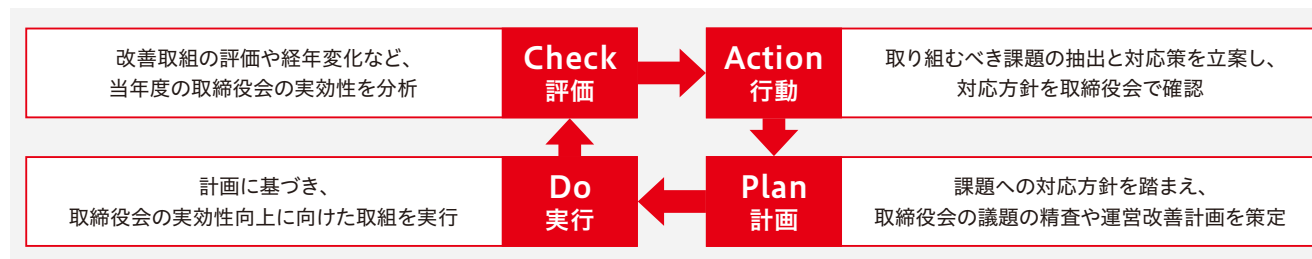 改善取組の評価や経年変化など、
当年度の取締役会の実効性を分析
Check
評価
Action
行動
取り組むべき課題の抽出と対応策を立案し、
対応方針を取締役会で確認
計画に基づき、
取締役会の実効性向上に向けた取組を実行
Do
実行
Plan
計画
課題への対応方針を踏まえ、
取締役会の議題の精査や運営改善計画を策定